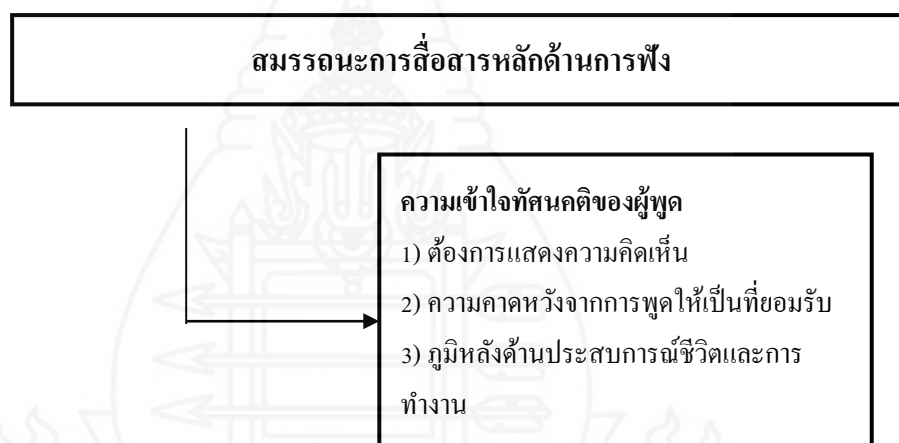 สมรรถนะการสื่อสารหลักด้านการฟัง
ความเข้าใจทัศนคติของผู้พูด
1) ต้องการแสดงความคิดเห็น
2) ความคาดหวังจากการพูดให้เป็นที่ยอมรับ
3) ภูมิหลังด้านประสบการณ์ชีวิตและการ
ทำงาน